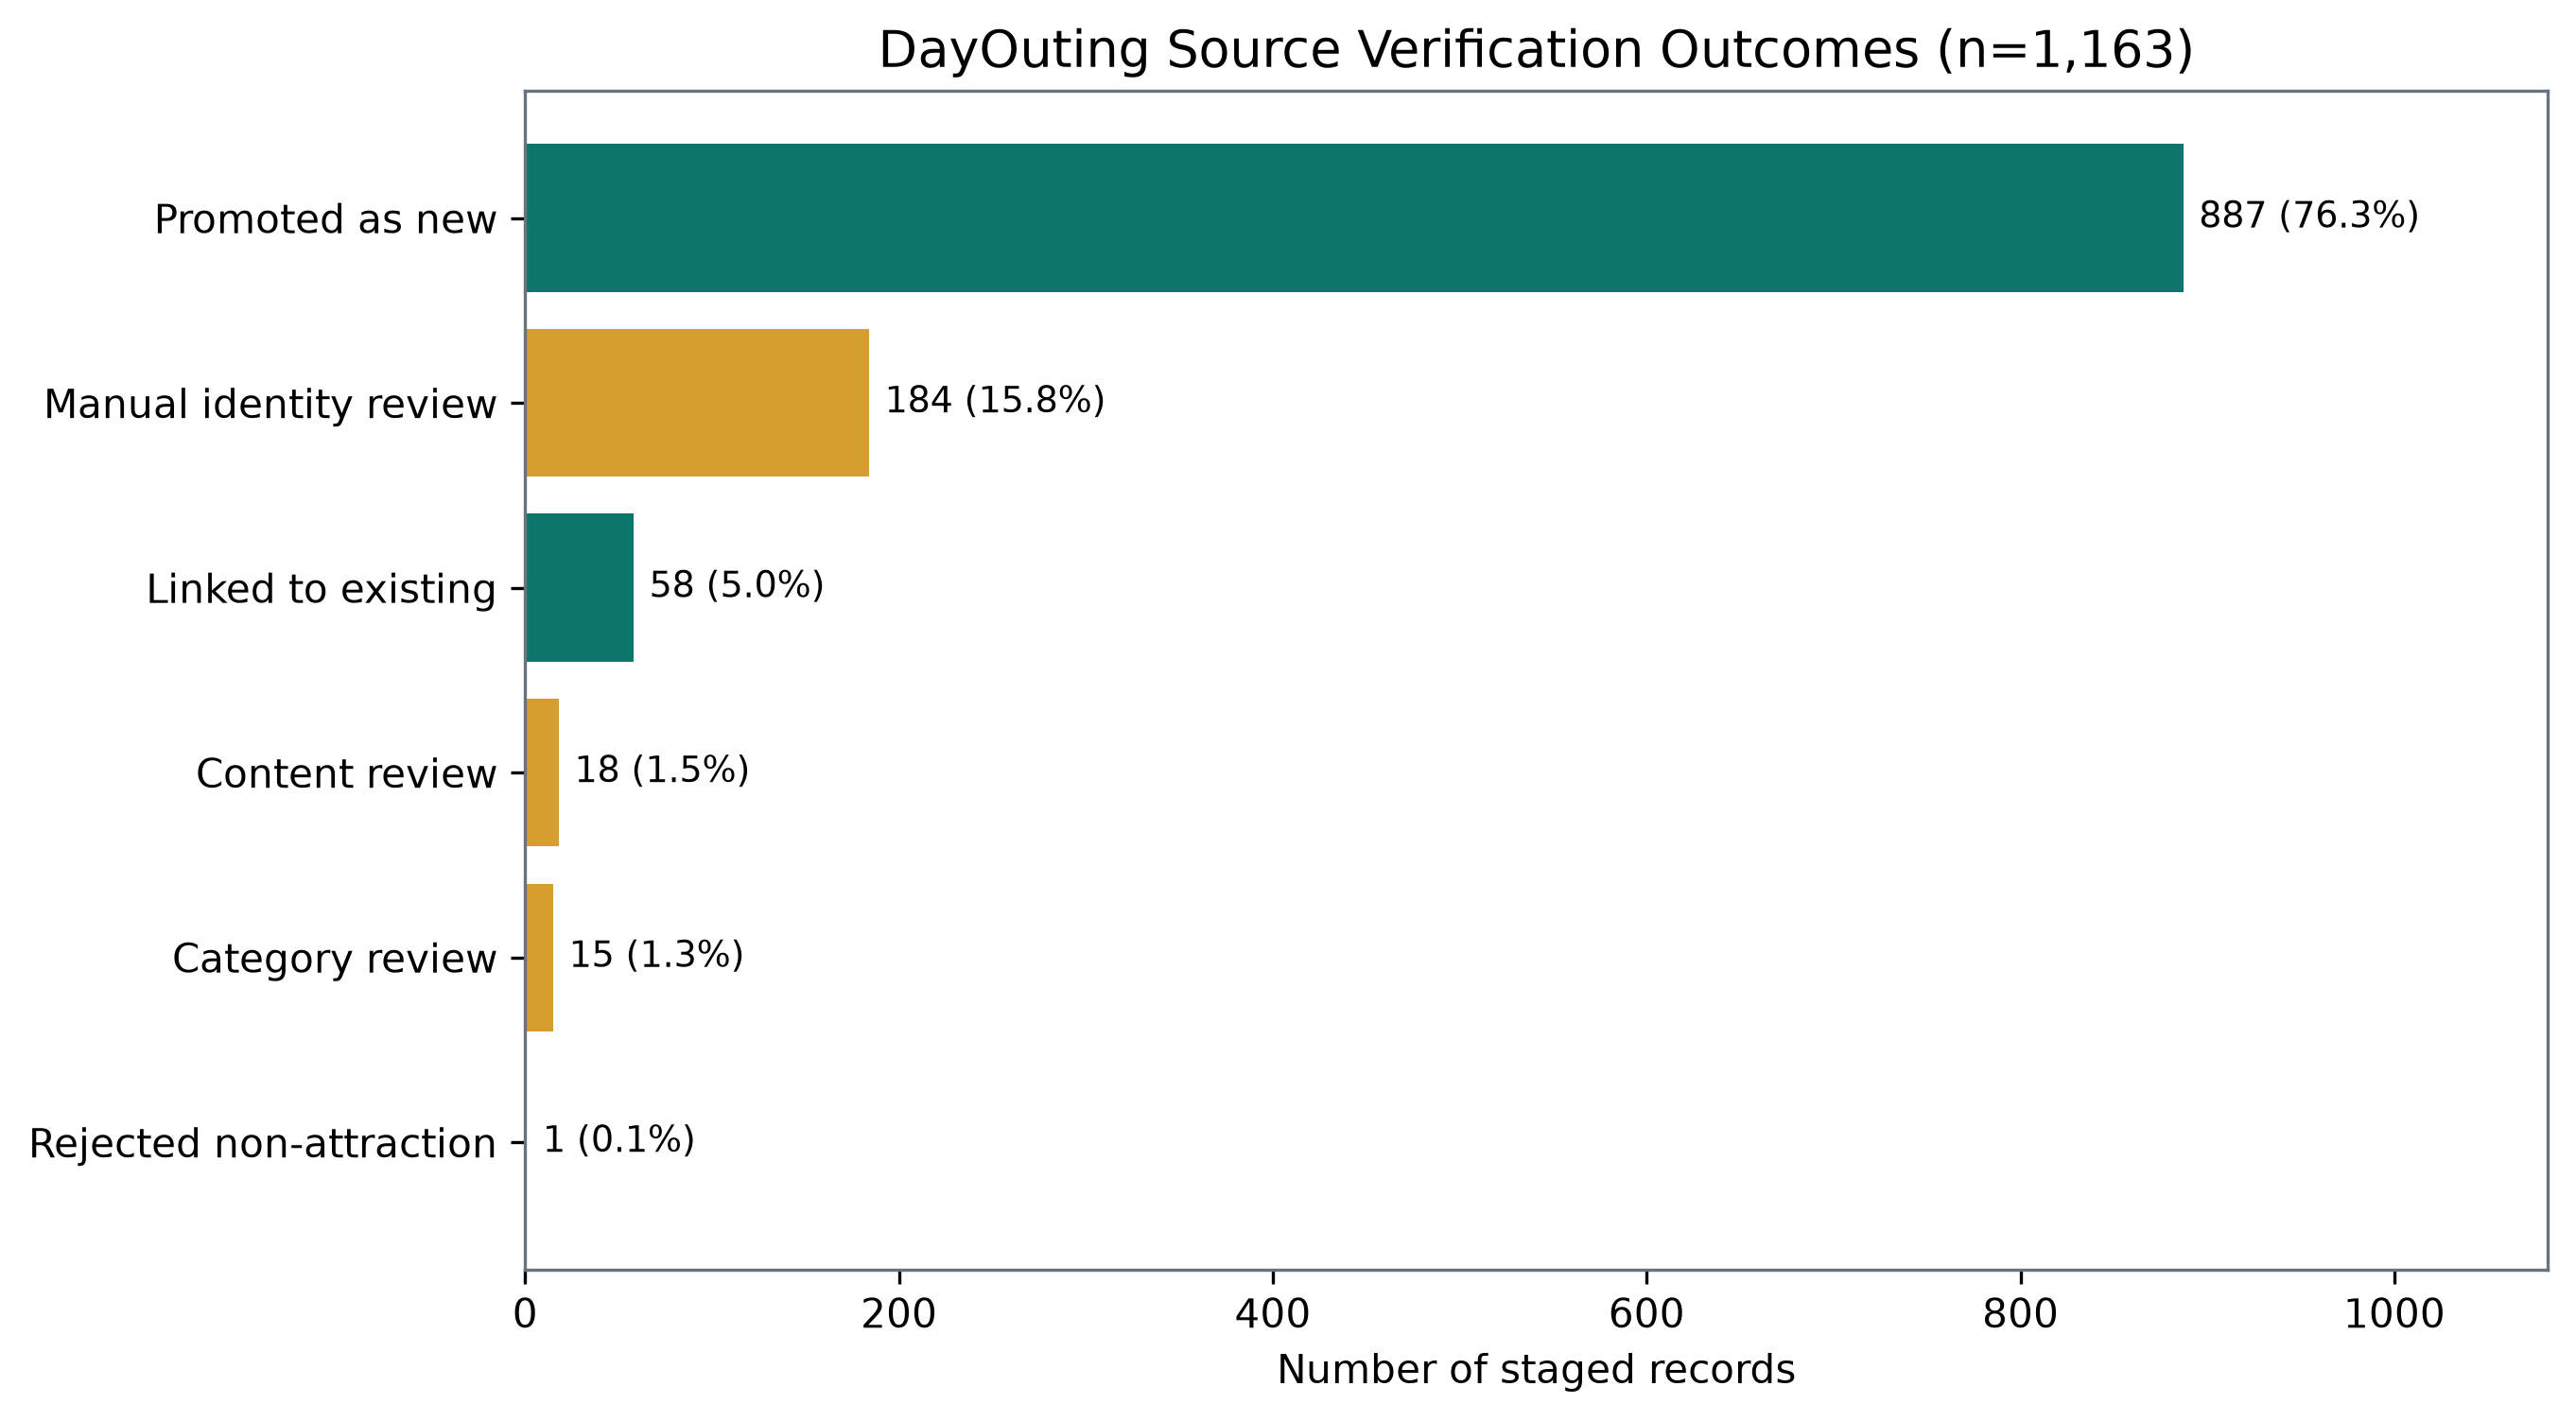 DayOuting Source Verification Outcomes (n=1,163)
Promoted as new
887 (76.3%)
Manual identity review
184 (15.8%)
Linked to existing
58 (5.0%)
Content review
18 (1.5%)
Category review
15 (1.3%)
Rejected non-attraction
1 (0.1%)
0 200 400 600 800 1000
Number of staged records